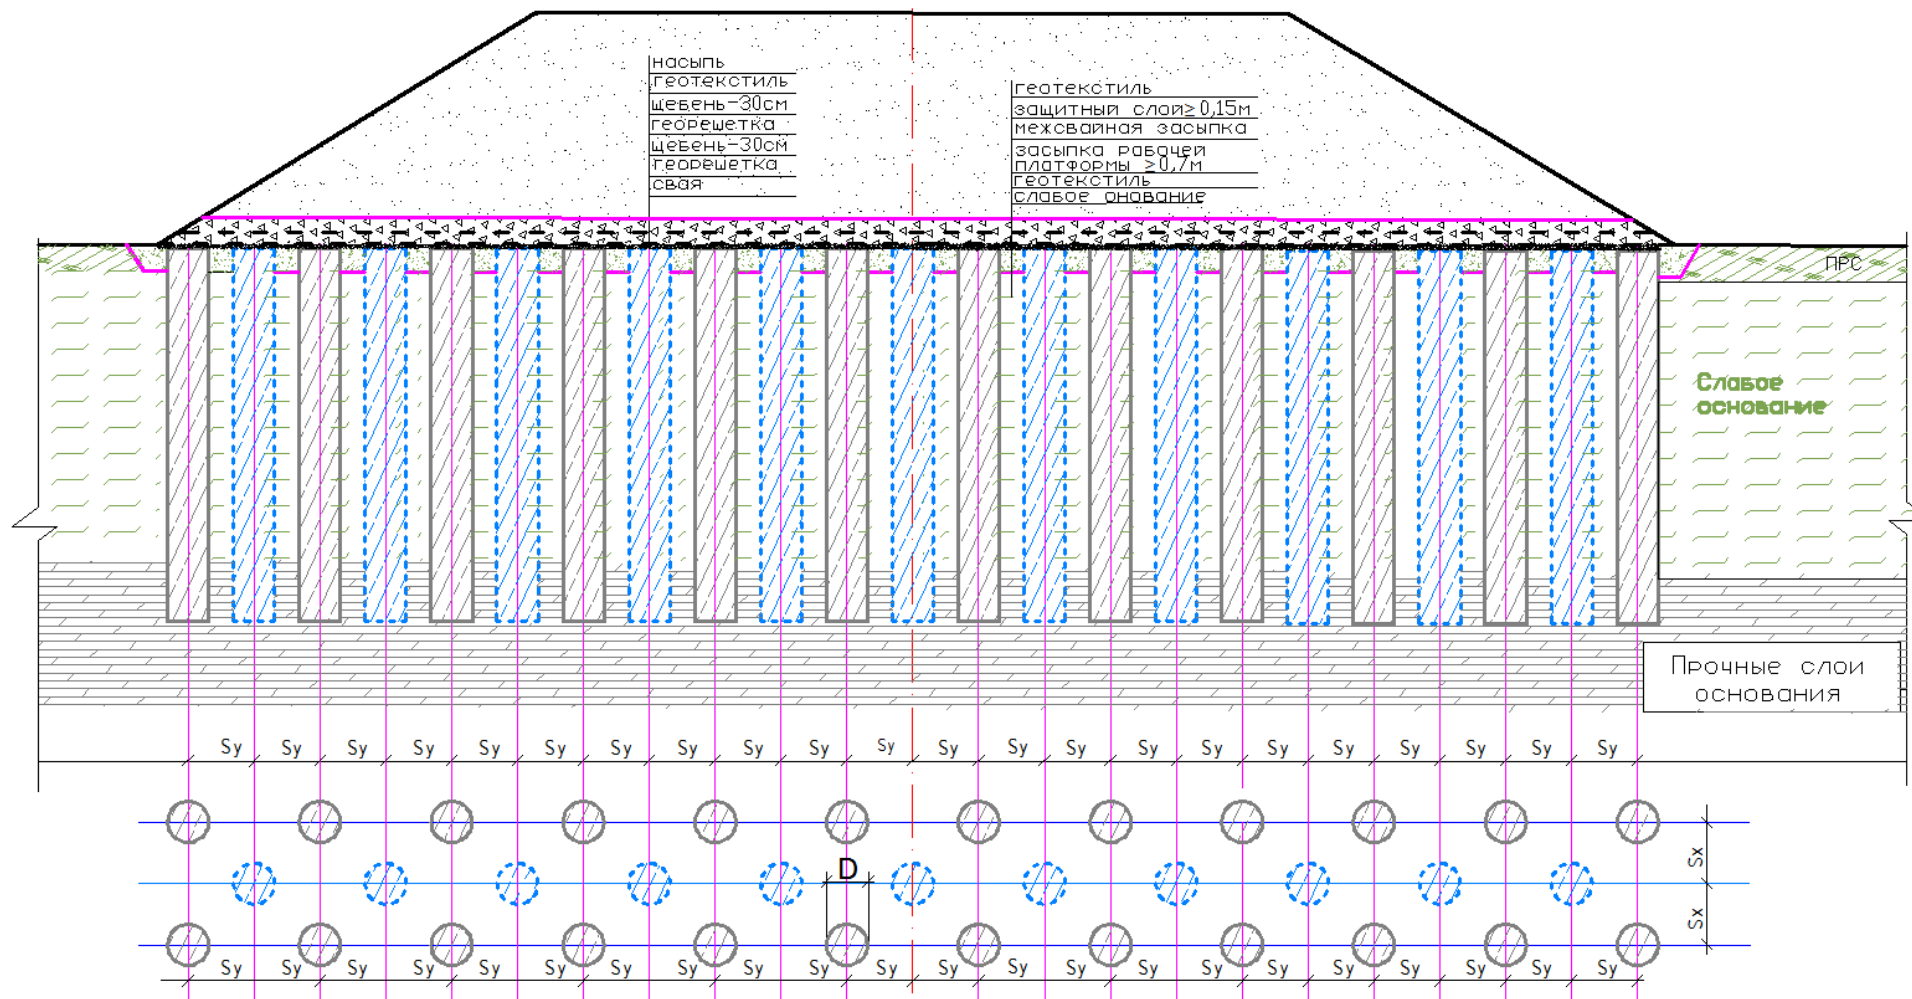 насыпь
геотекстиль
щебень-30см
георешетка
щебень-30см
георешетка
свая
геотекстиль
защитный слой≥0,15м
межсвайная засыпка
засыпка рабочей
платформы ≥0,7м
геотекстиль
слабое онование
ПРС
Слабое
основание
Прочные слои
основания
Sy Sy Sy Sy Sy Sy Sy Sy Sy Sy Sy Sy Sy Sy Sy Sy Sy Sy Sy Sy Sy Sy
Sx
D
Sx
Sy Sy Sy Sy Sy Sy Sy Sy Sy Sy Sy Sy Sy Sy Sy Sy Sy Sy Sy Sy Sy Sy